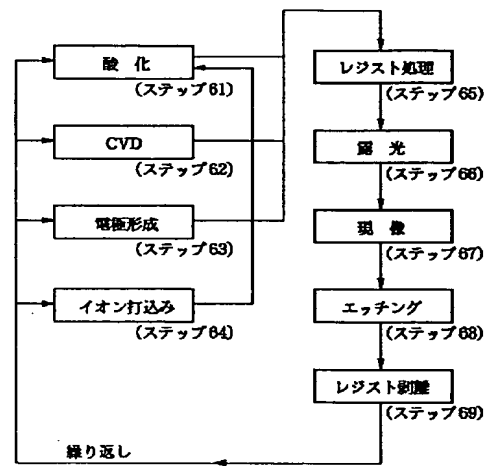 酸 化
(ステップ61)
CVD
(ステップ62)
電極形成
(ステップ63)
イオン打込み
(ステップ64)
レジスト処理
(ステップ65)
露 光
(ステップ66)
現 像
(ステップ67)
エッチング
(ステップ68)
レジスト剥離
(ステップ69)
繰り返し